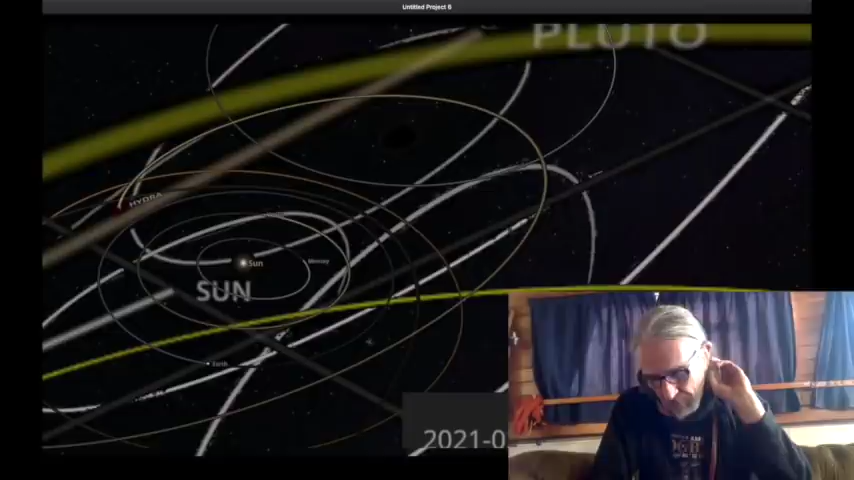 Untitled Project 6
PLUTO
HYDRA
Sun
Mercury
SUN
Earth
2021-0